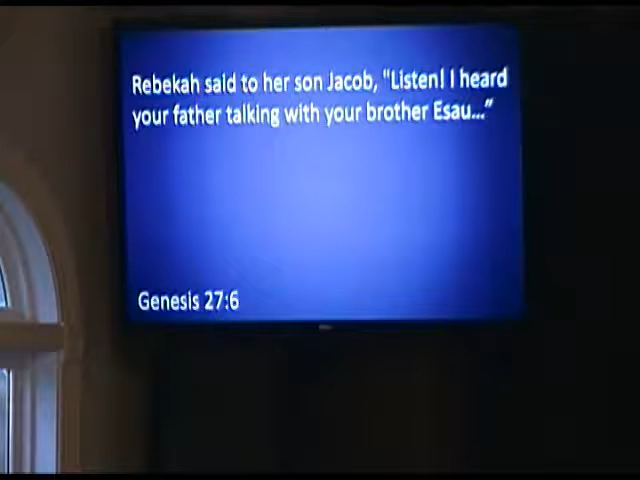 Rebekah said to her son Jacob, "Listen! I heard
your father talking with your brother Esau..."
Genesis 27:6